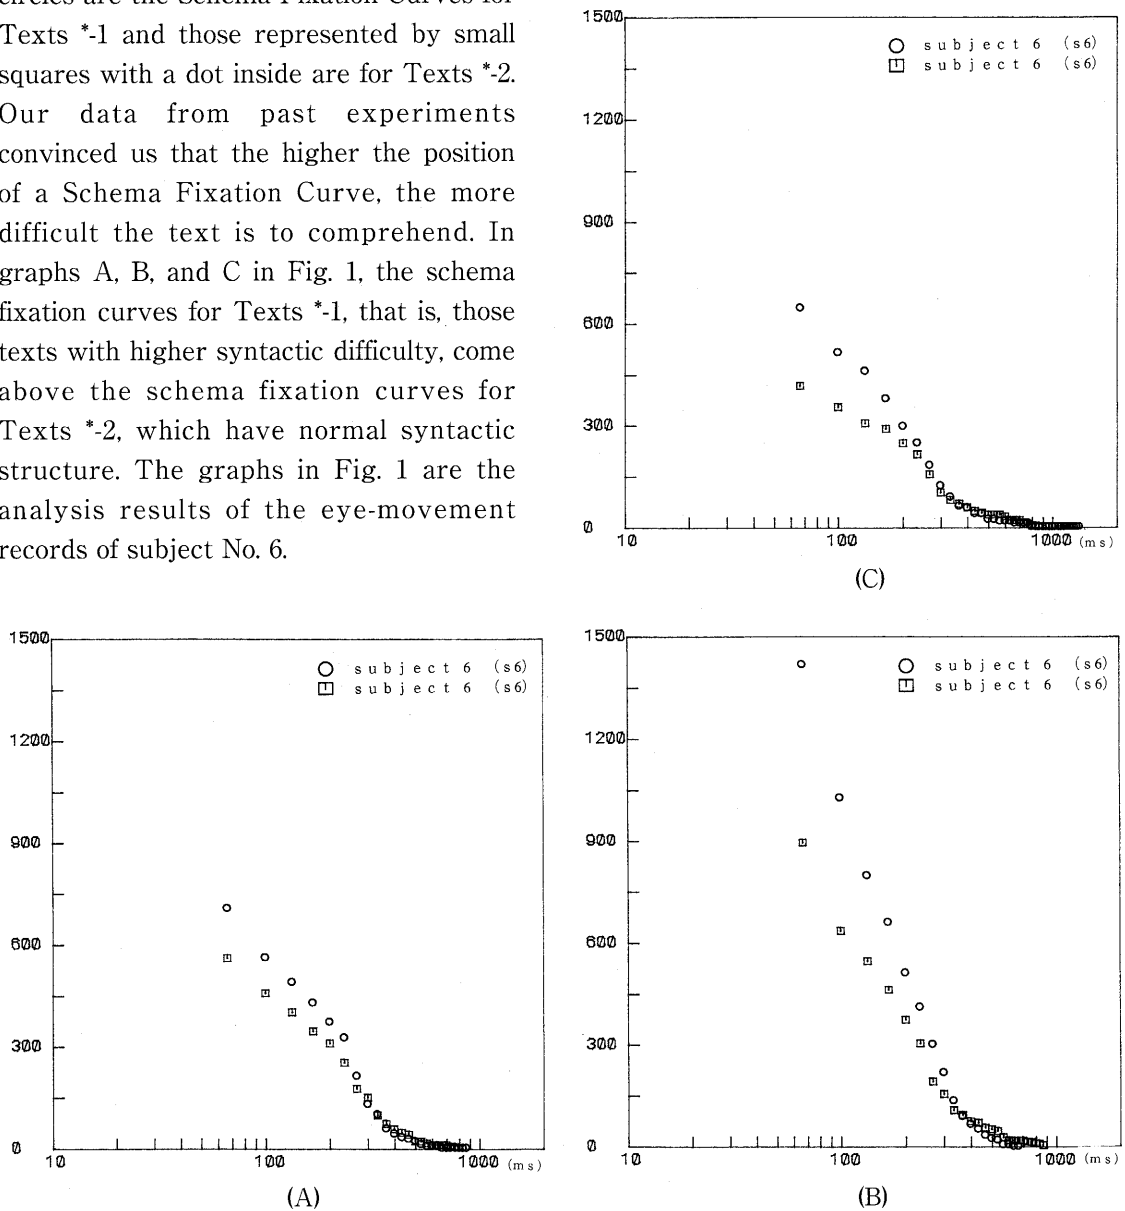 circles are the Schema Fixation Curves for
Texts *-1 and those represented by small
squares with a dot inside are for Texts *-2.
Our data from past experiments
convinced us that the higher the position
of a Schema Fixation Curve, the more
difficult the text is to comprehend. In
graphs A, B, and C in Fig. 1, the schema
fixation curves for Texts *-1, that is, those
texts with higher syntactic difficulty, come
above the schema fixation curves for
Texts *-2, which have normal syntactic
structure. The graphs in Fig. 1 are the
analysis results of the eye-movement
records of subject No. 6.
1500
subject 6 (s6)
subject 6 (s6)
1200
900
600
300
0
10 100 1000 (ms)
(C)
1500
subject 6 (s6)
subject 6 (s6)
1200
900
600
300
0
10 100 1000 (ms)
(A)
1500
subject 6 (s6)
subject 6 (s6)
1200
900
600
300
0
10 100 1000 (ms)
(B)